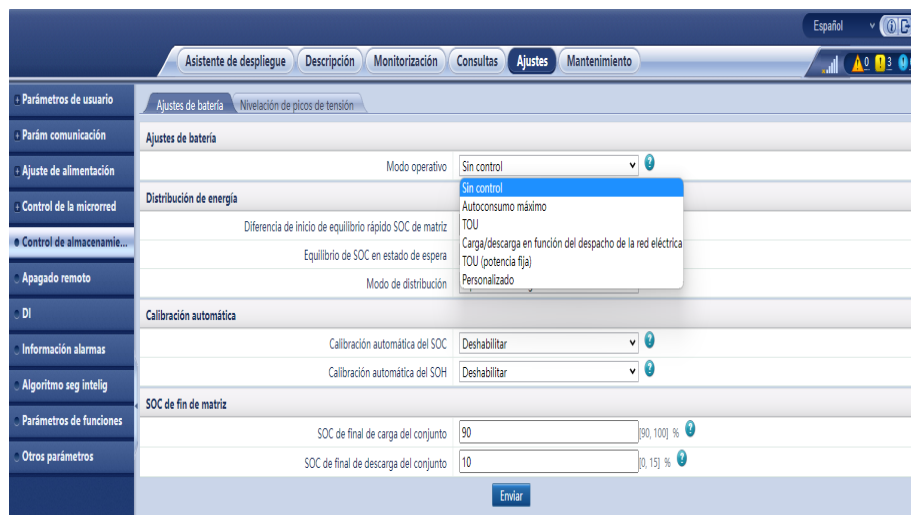 Español
Asistente de despliegue Descripción Monitorización Consultas Ajustes Mantenimiento
0 3
Parámetros de usuario
Parám comunicación
Ajuste de alimentación
Control de la microrred
Control de almacenamie...
Apagado remoto
DI
Información alarmas
Algoritmo seg intelig
Parámetros de funciones
Otros parámetros
Ajustes de batería Nivelación de picos de tensión
Ajustes de batería
Modo operativo Sin control
Sin control
Autoconsumo máximo
TOU
Carga/descarga en función del despacho de la red eléctrica
TOU (potencia fija)
Personalizado
Distribución de energía
Diferencia de inicio de equilibrio rápido SOC de matriz
Equilibrio de SOC en estado de espera
Modo de distribución
Calibración automática
Calibración automática del SOC Deshabilitar
Calibración automática del SOH Deshabilitar
SOC de fin de matriz
SOC de final de carga del conjunto 90 [90, 100] %
SOC de final de descarga del conjunto 10 [0, 15] %
Enviar